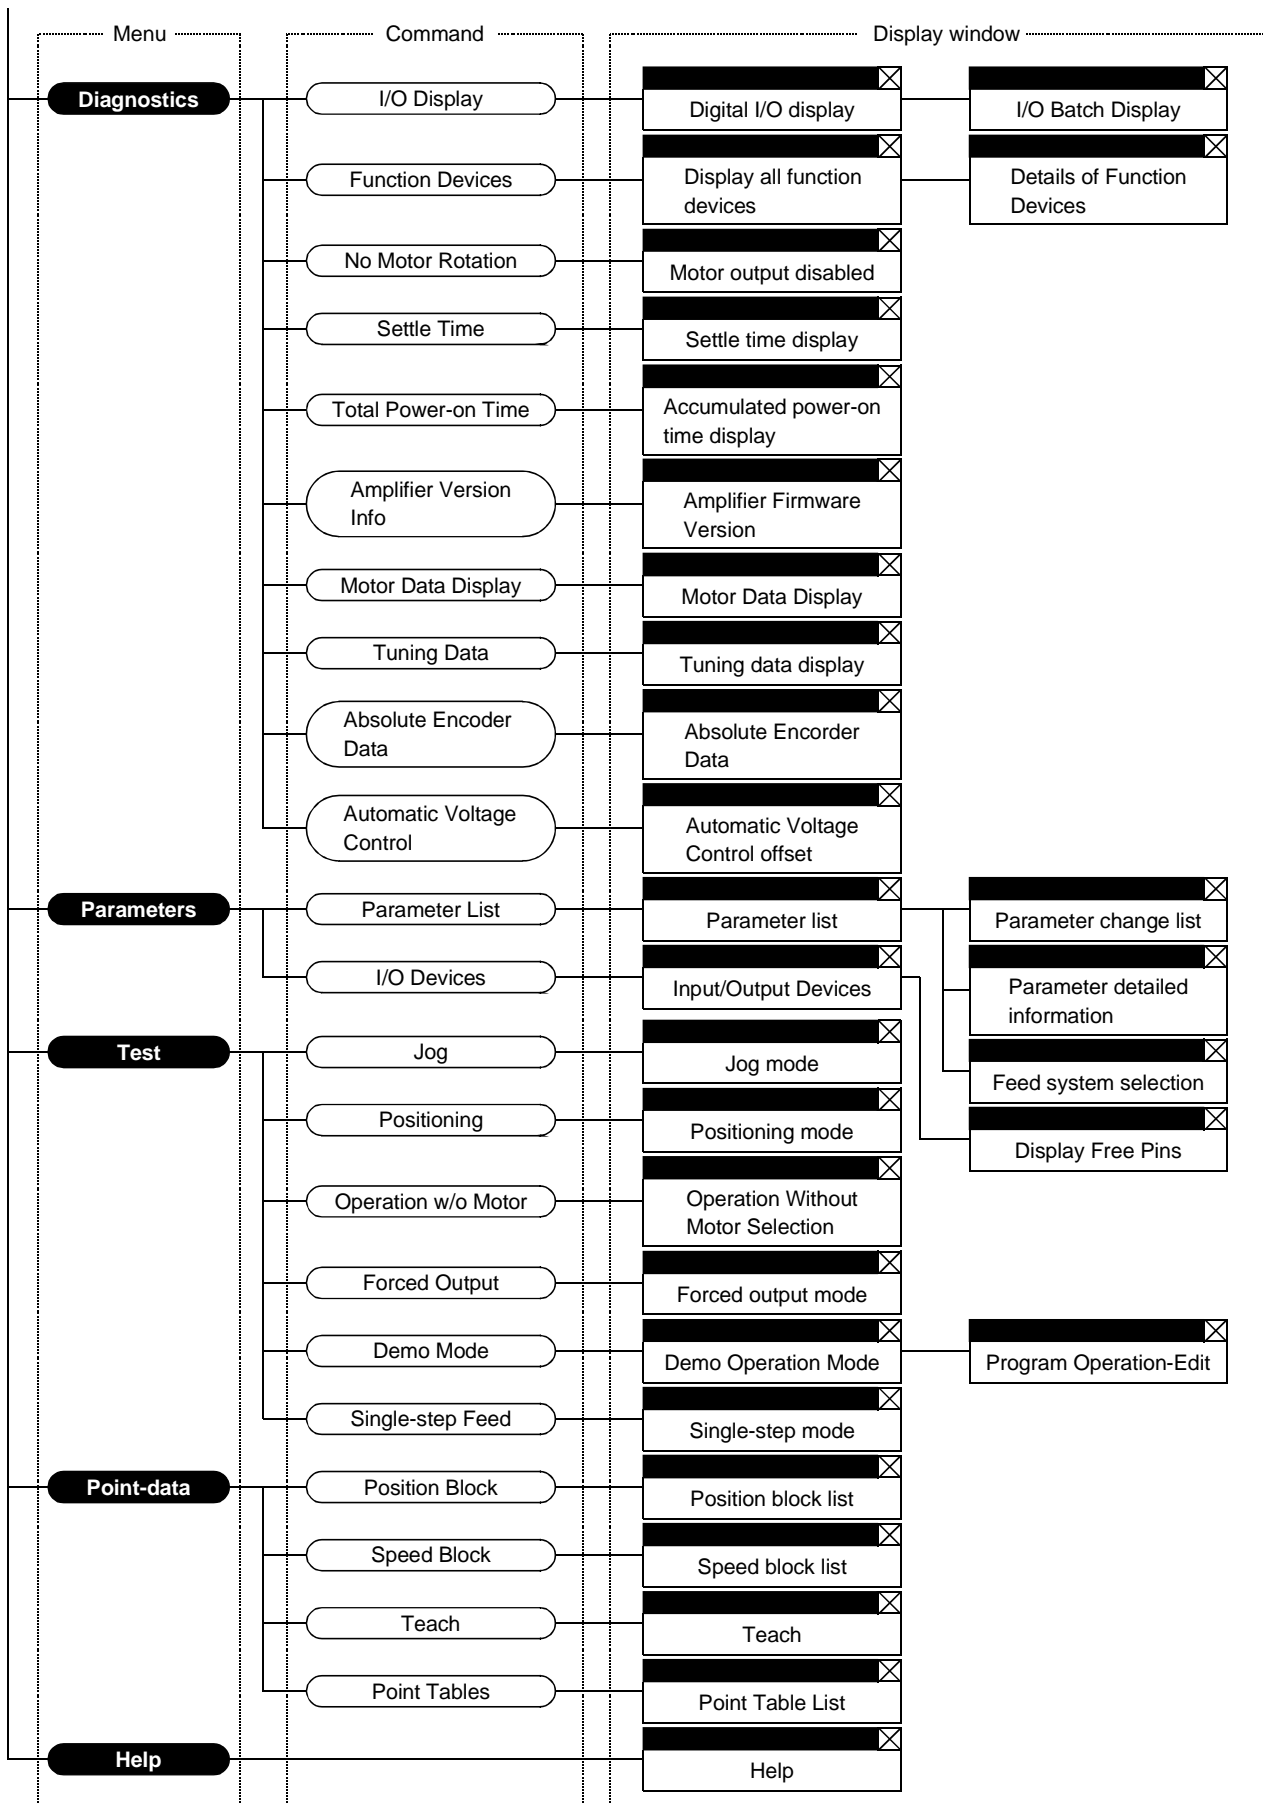 Menu
Command
Display window
Diagnostics
I/O Display
Digital I/O display
I/O Batch Display
Function Devices
Display all function
devices
Details of Function
Devices
No Motor Rotation
Motor output disabled
Settle Time
Settle time display
Total Power-on Time
Accumulated power-on
time display
Amplifier Version
Info
Amplifier Firmware
Version
Motor Data Display
Motor Data Display
Tuning Data
Tuning data display
Absolute Encoder
Data
Absolute Encorder
Data
Automatic Voltage
Control
Automatic Voltage
Control offset
Parameters
Parameter List
Parameter list
Parameter change list
I/O Devices
Input/Output Devices
Parameter detailed
information
Test
Jog
Jog mode
Feed system selection
Positioning
Positioning mode
Display Free Pins
Operation w/o Motor
Operation Without
Motor Selection
Forced Output
Forced output mode
Demo Mode
Demo Operation Mode
Program Operation-Edit
Single-step Feed
Single-step mode
Point-data
Position Block
Position block list
Speed Block
Speed block list
Teach
Teach
Point Tables
Point Table List
Help
Help